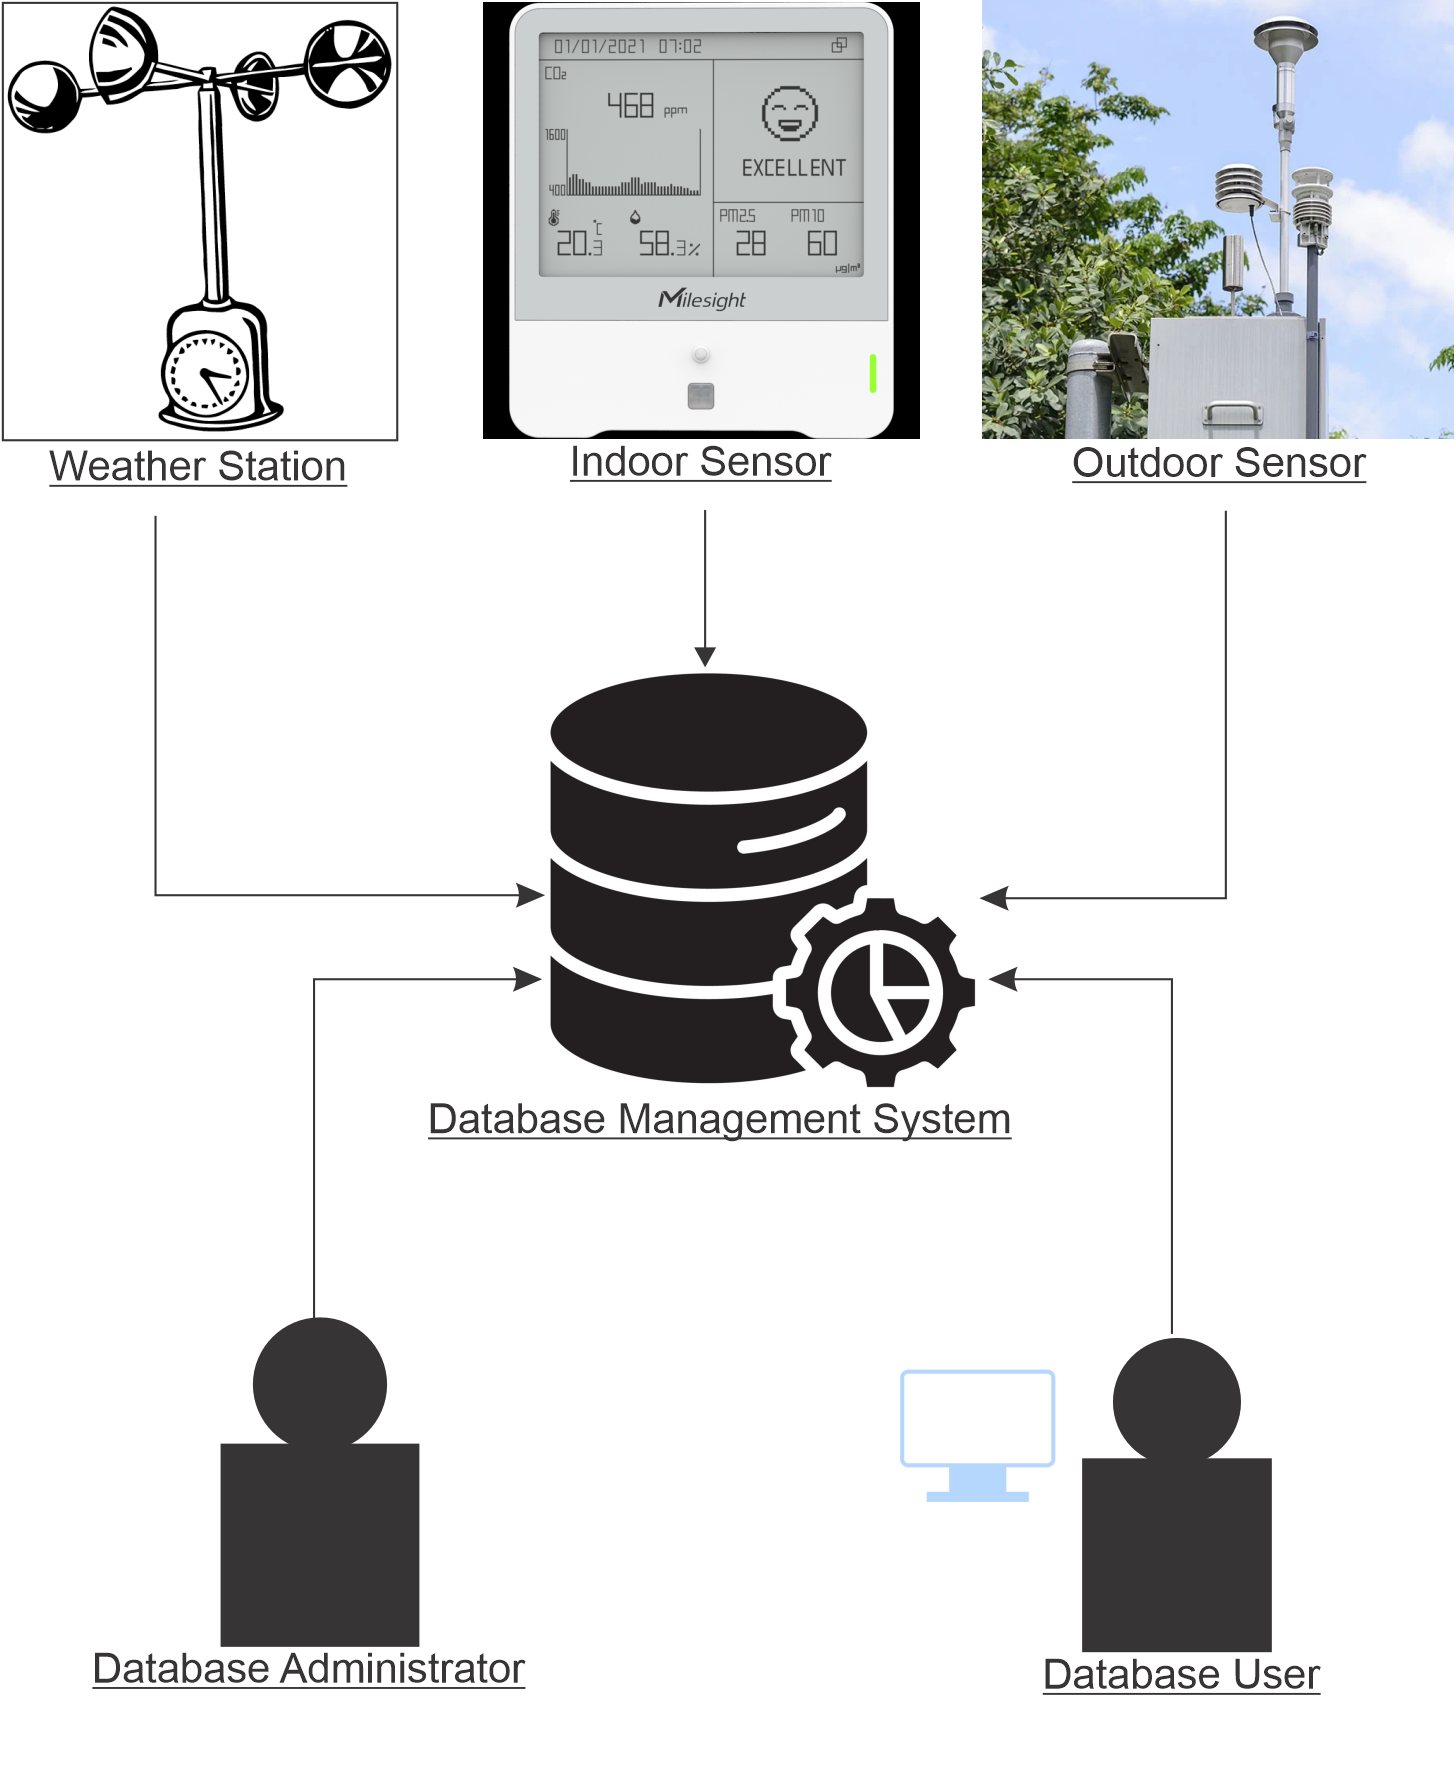 01/01/2021 07:02
CO₂
468 ppm
1600
400
EXCELLENT
°C
20.3
58.3%
PM2.5
PM10
28
60
µg/m³
Milesight
Weather Station
Indoor Sensor
Outdoor Sensor
Database Management System
Database Administrator
Database User